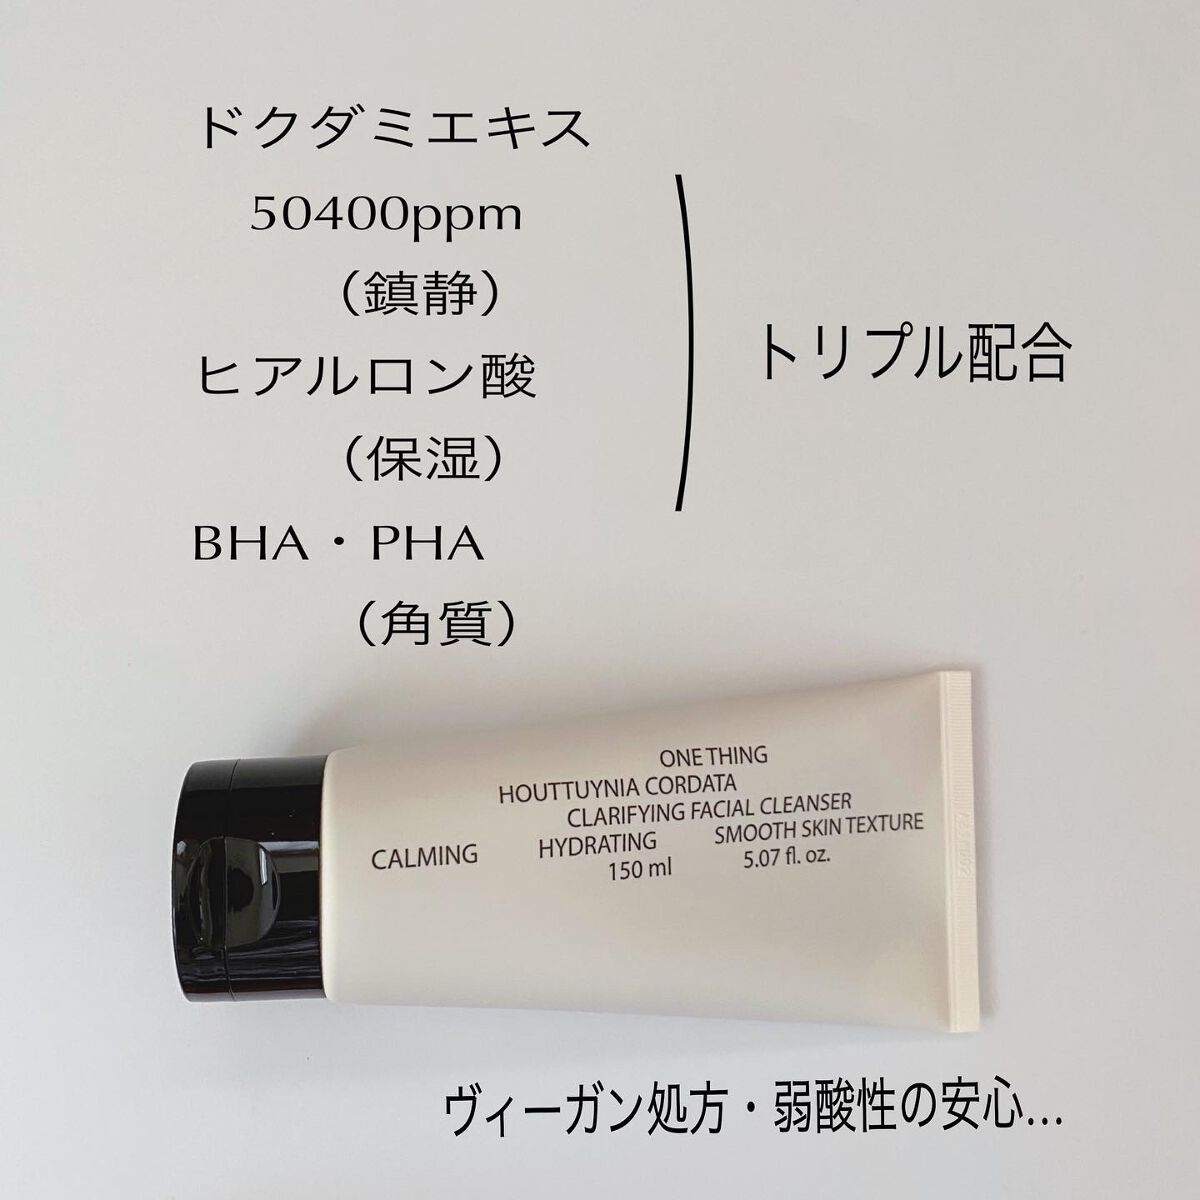 ドクダミエキス
50400ppm
（鎮静）
ヒアルロン酸
（保湿）
BHA・PHA
（角質）
トリプル配合
ONE THING
HOUTTUYNIA CORDATA
CLARIFYING FACIAL CLEANSER
CALMING HYDRATING SMOOTH SKIN TEXTURE
150 ml 5.07 fl. oz.
ヴィーガン処方・弱酸性の安心...